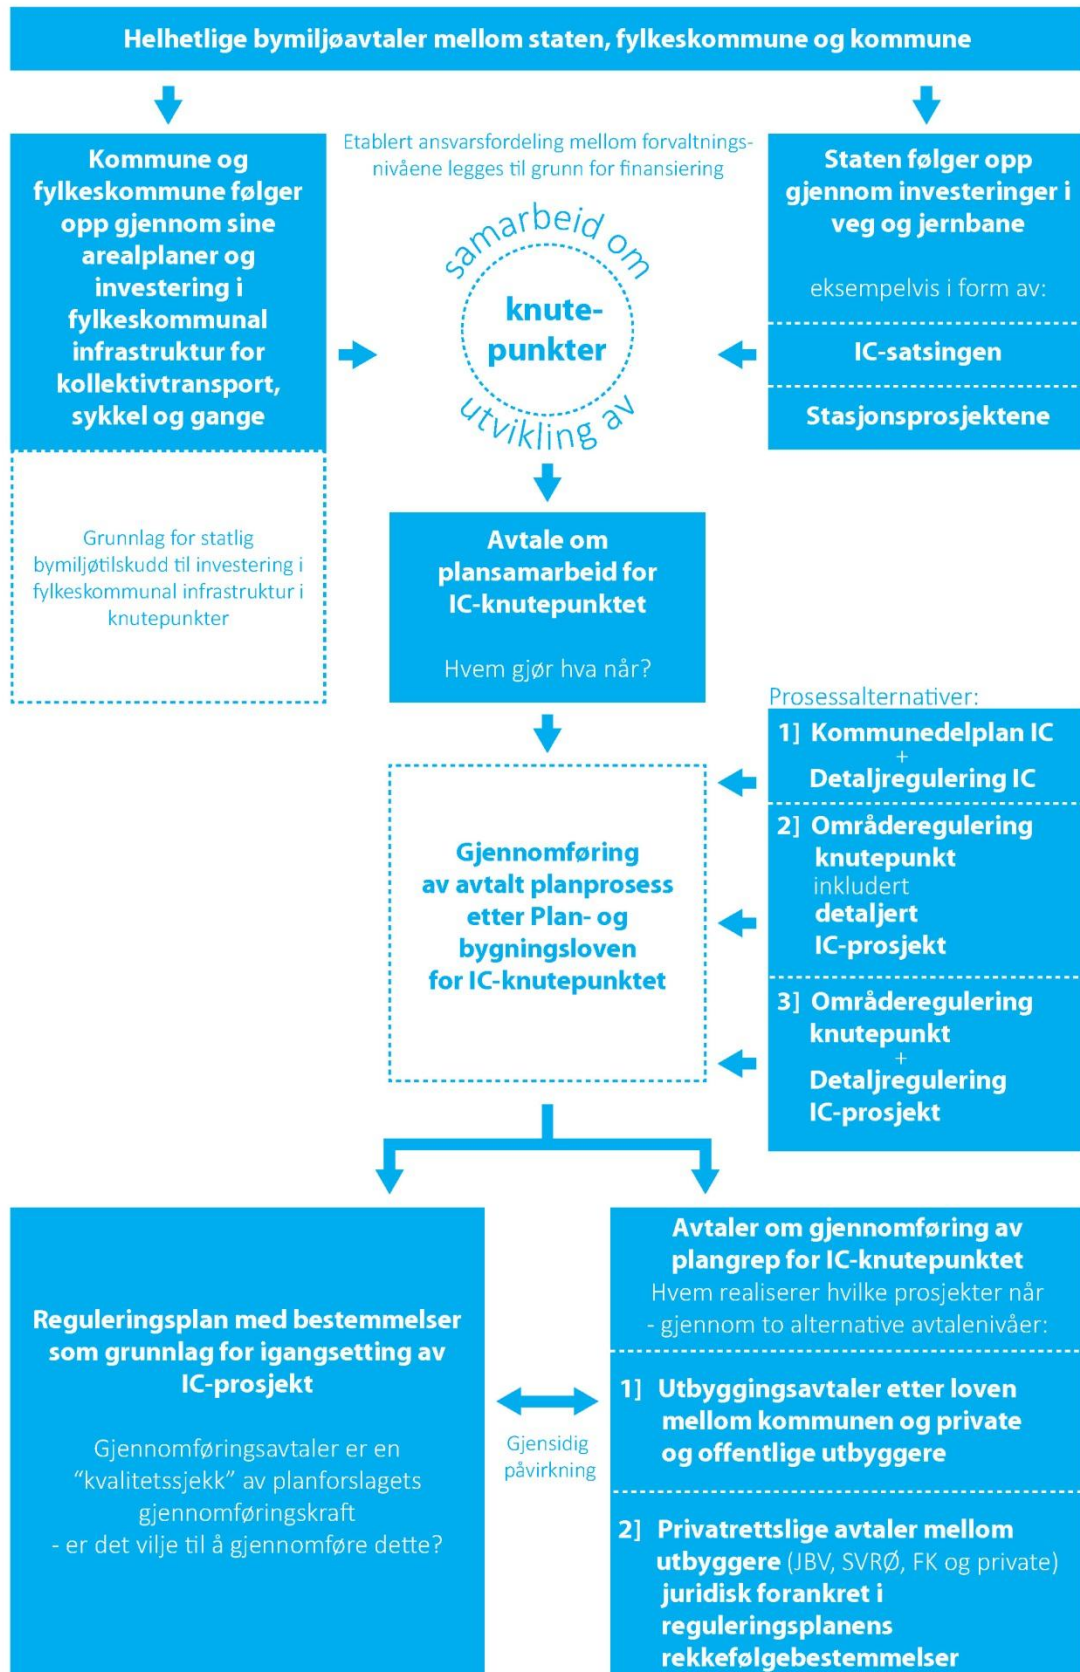 Helhetlige bymiljøavtaler mellom staten, fylkeskommune og kommune
Kommune og
fylkeskommune følger
opp gjennom sine
arealplaner og
investering i
fylkeskommunal
infrastruktur for
kollektivtransport,
sykkel og gange
Grunnlag for statlig
bymiljøtilskudd til investering i
fylkeskommunal infrastruktur i
knutepunkter
Etablert ansvarsfordeling mellom forvaltnings-
nivåene legges til grunn for finansiering
samarbeid om
utvikling av
knute-
punkter
Staten følger opp
gjennom investeringer i
veg og jernbane
eksempelvis i form av:
IC-satsingen
Stasjonsprosjektene
Avtale om
plansamarbeid for
IC-knutepunktet
Hvem gjør hva når?
Gjennomføring
av avtalt planprosess
etter Plan- og
bygningsloven
for IC-knutepunktet
Prosessalternativer:
1] Kommunedelplan IC
+
Detaljregulering IC
2] Områderegulering
knutepunkt
inkludert
detaljert
IC-prosjekt
3] Områderegulering
knutepunkt
+
Detaljregulering
IC-prosjekt
Reguleringsplan med bestemmelser
som grunnlag for igangsetting av
IC-prosjekt
Gjennomføringsavtaler er en
“kvalitetssjekk” av planforslagets
gjennomføringskraft
- er det vilje til å gjennomføre dette?
Gjensidig
påvirkning
Avtaler om gjennomføring av
plangrep for IC-knutepunktet
Hvem realiserer hvilke prosjekter når
- gjennom to alternative avtalenivåer:
1] Utbyggingsavtaler etter loven
mellom kommunen og private
og offentlige utbyggere
2] Privatrettslige avtaler mellom
utbyggere (JBV, SVRØ, FK og private)
juridisk forankret i
reguleringsplanens
rekkefølgebestemmelser